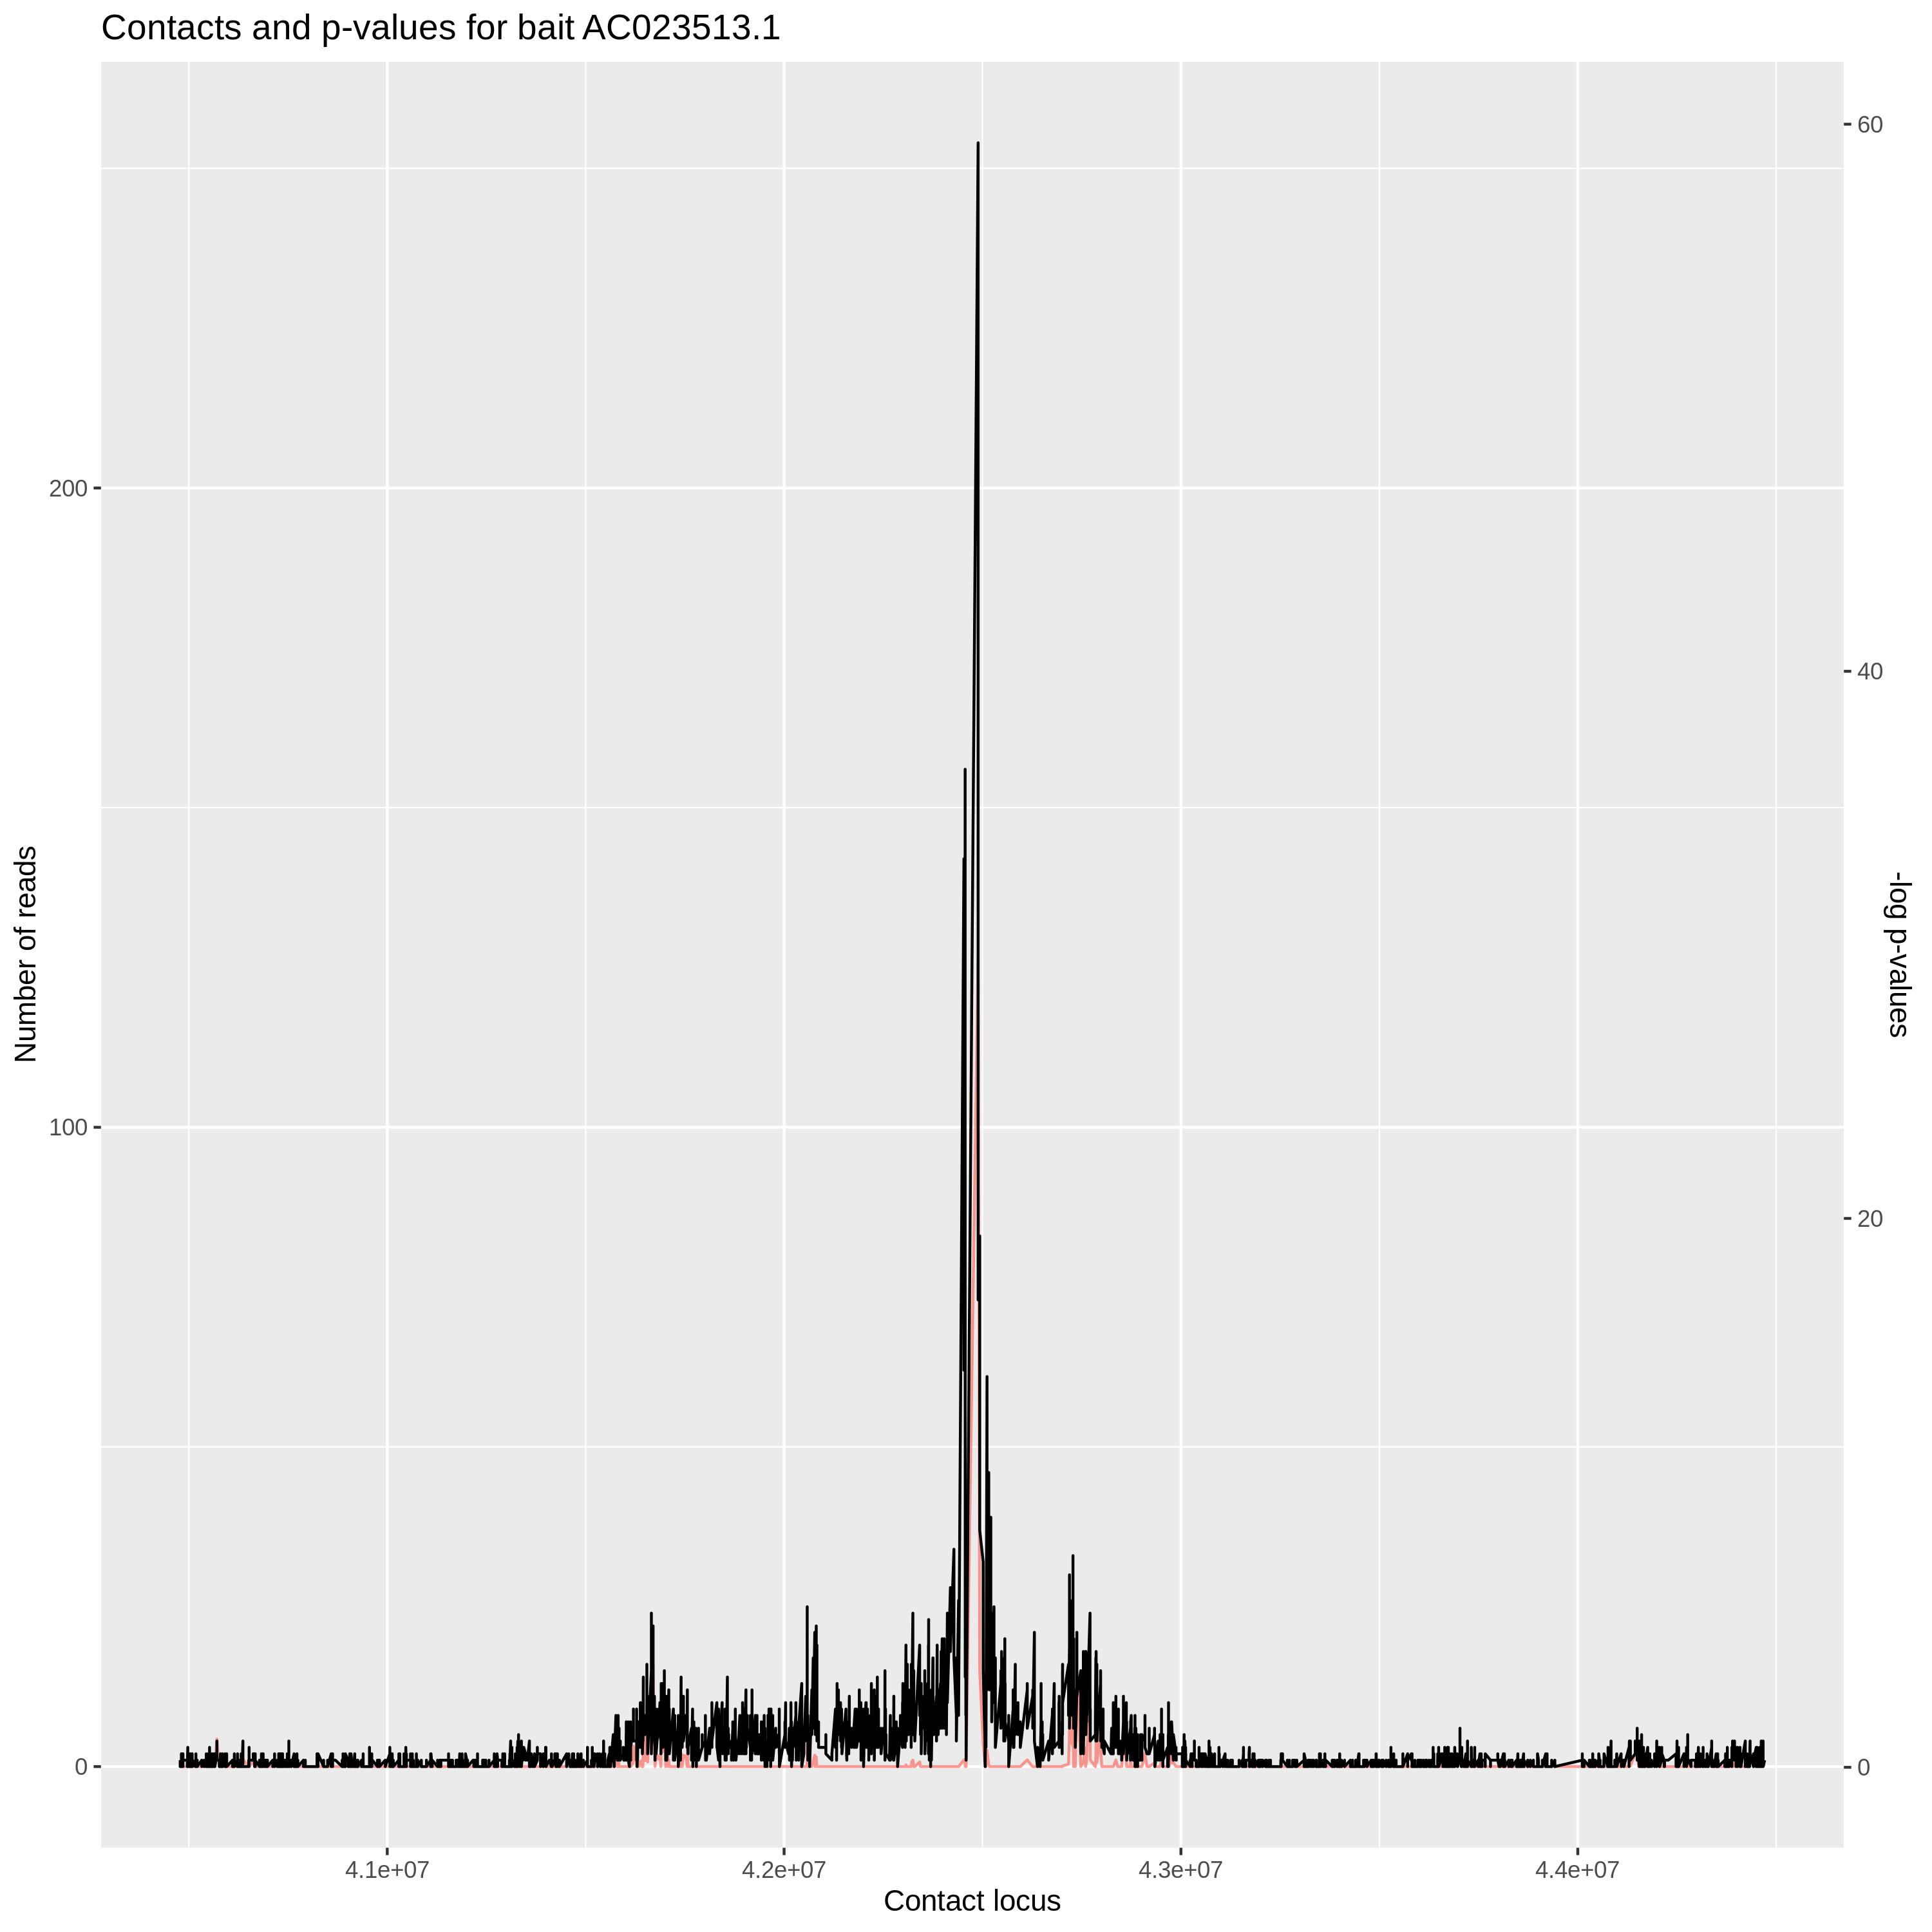 Contacts and p-values for bait AC023513.1
60
200
40
Number of reads
-log p-values
20
100
0
0
4.1e+07
4.2e+07
4.3e+07
4.4e+07
Contact locus